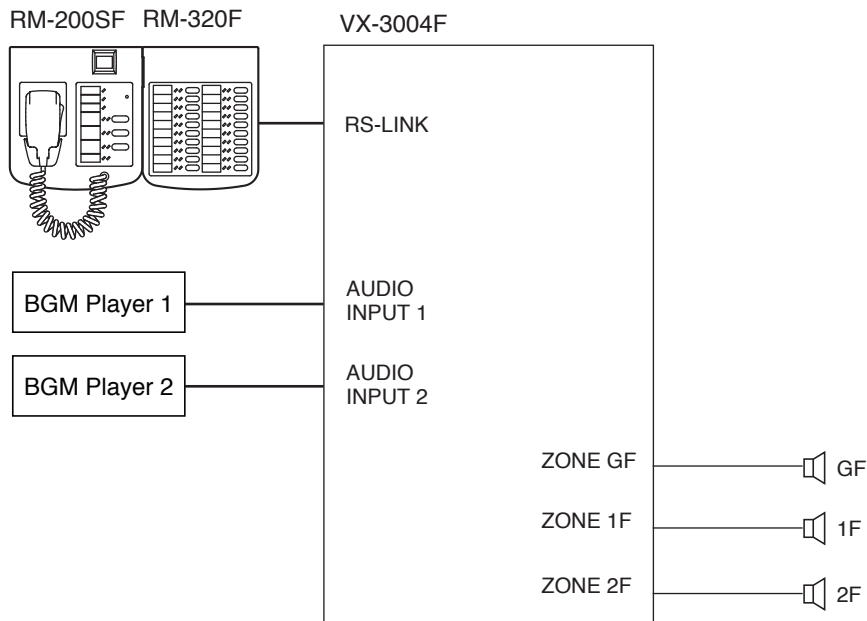 RM-200SF RM-320F
VX-3004F
RS-LINK
BGM Player 1
AUDIO
INPUT 1
BGM Player 2
AUDIO
INPUT 2
ZONE GF
GF
ZONE 1F
1F
ZONE 2F
2F